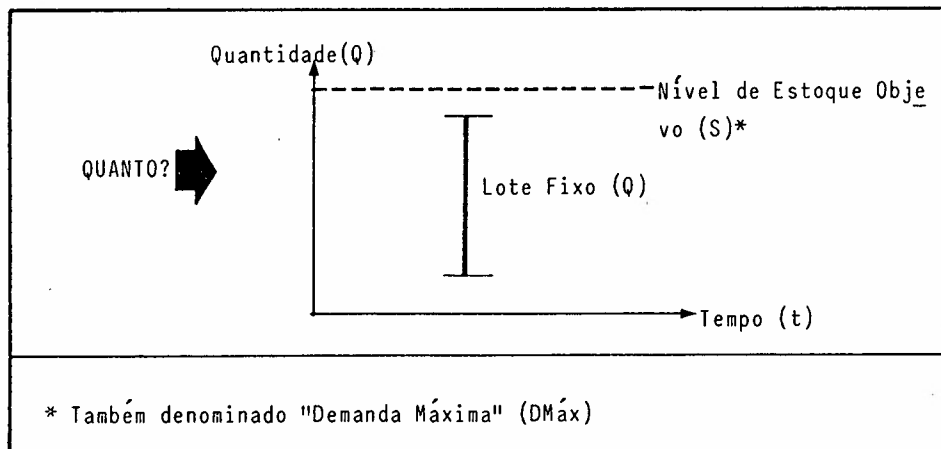 Quantidade(Q)
Nível de Estoque Obje
vo (S)*
QUANTO?
Lote Fixo (Q)
Tempo (t)
* Também denominado "Demanda Máxima" (DMáx)